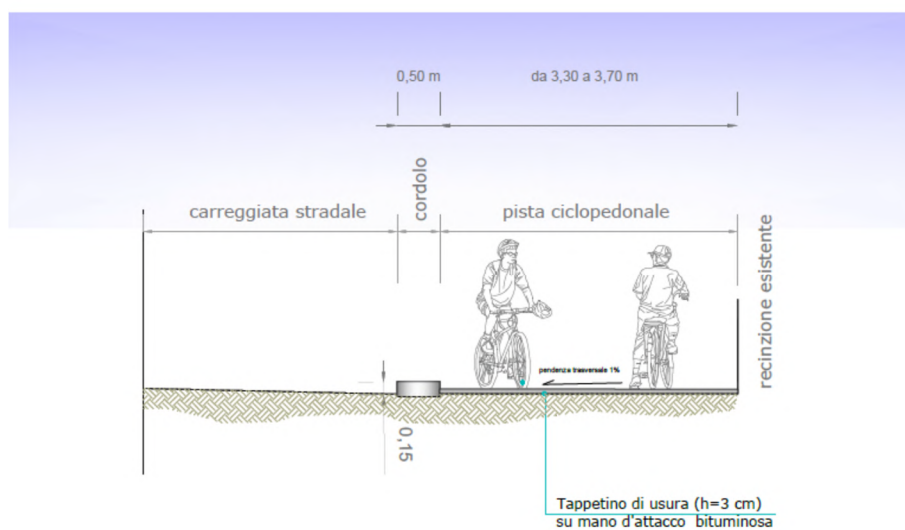 0,50 m
da 3,30 a 3,70 m
carreggiata stradale
cordolo
pista ciclopedonale
recinzione esistente
pendenza trasversale 1%
0,15
Tappetino di usura (h=3 cm)
su mano d'attacco bituminosa